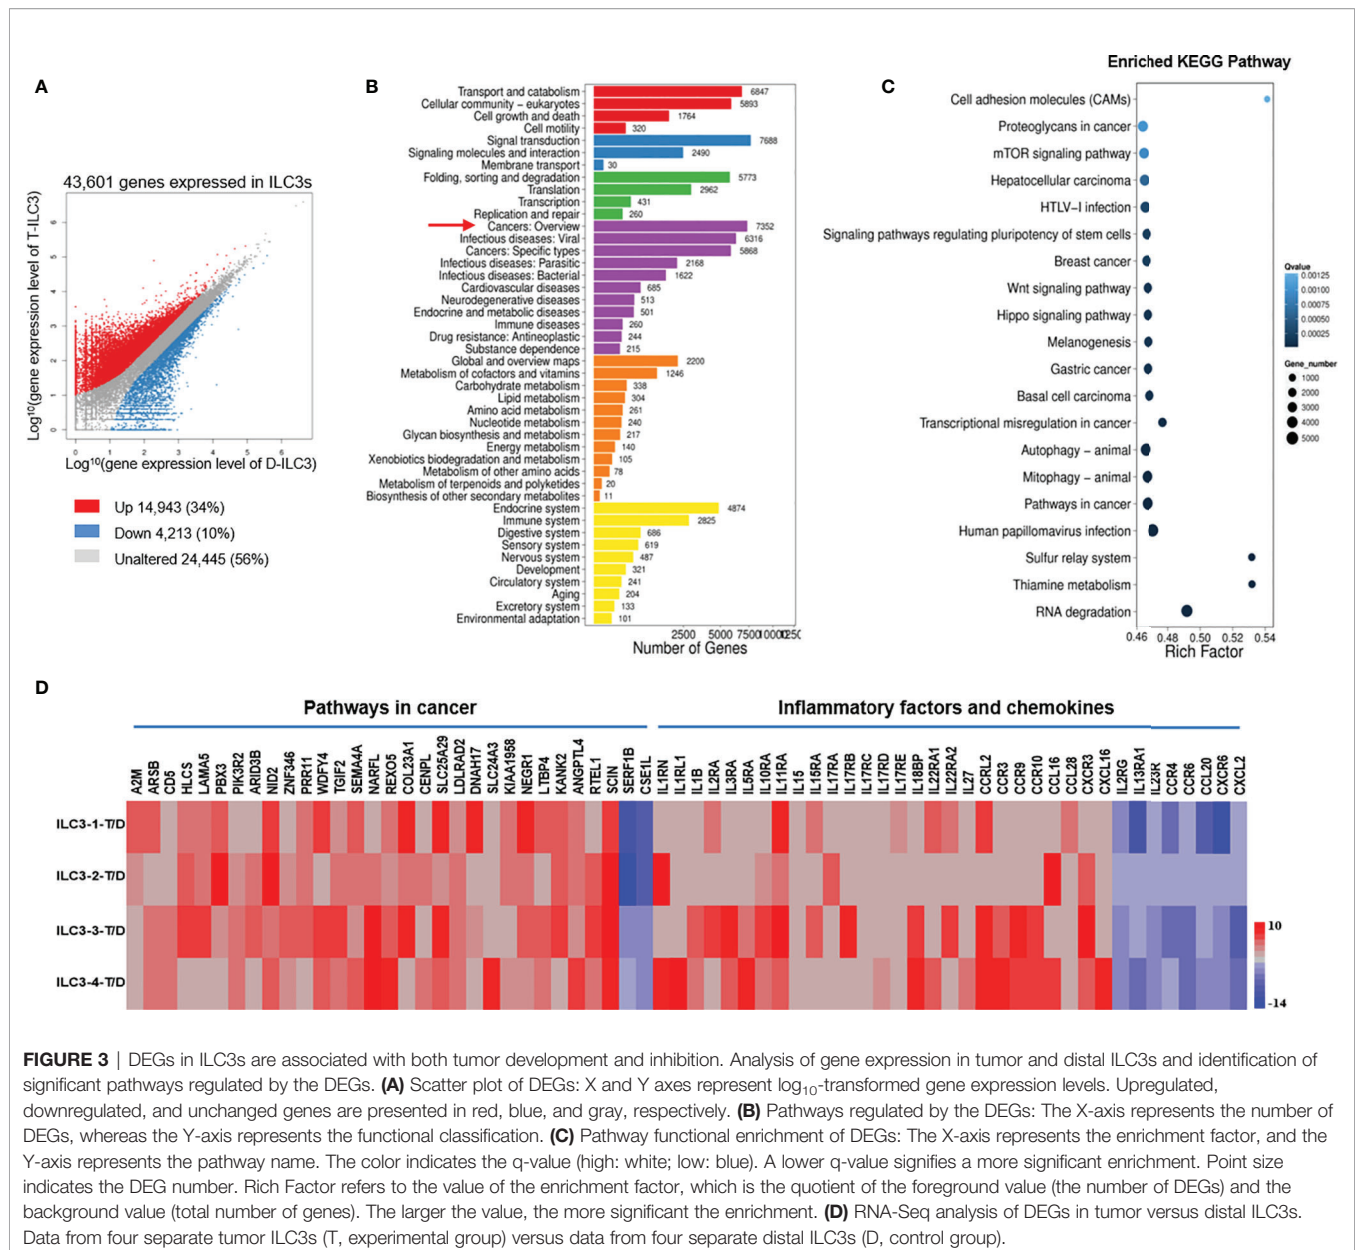 A
43,601 genes expressed in ILC3s
Log¹⁰(gene expression level of T-ILC3)
6
5
4
3
2
1
0
0 1 2 3 4 5 6
Log¹⁰(gene expression level of D-ILC3)
Up 14,943 (34%)
Down 4,213 (10%)
Unaltered 24,445 (56%)
B
Transport and catabolism 6847
Cellular community – eukaryotes 5893
Cell growth and death 1764
Cell motility 320
Signal transduction 7688
Signaling molecules and interaction 2490
Membrane transport 30
Folding, sorting and degradation 5773
Translation 2962
Transcription 431
Replication and repair 260
Cancers: Overview 7352
Infectious diseases: Viral 6316
Cancers: Specific types 5868
Infectious diseases: Parasitic 2168
Infectious diseases: Bacterial 1622
Cardiovascular diseases 685
Neurodegenerative diseases 513
Endocrine and metabolic diseases 501
Immune diseases 260
Drug resistance: Antineoplastic 244
Substance dependence 215
Global and overview maps 2200
Metabolism of cofactors and vitamins 1246
Carbohydrate metabolism 338
Lipid metabolism 304
Amino acid metabolism 261
Nucleotide metabolism 240
Glycan biosynthesis and metabolism 217
Energy metabolism 140
Xenobiotics biodegradation and metabolism 105
Metabolism of other amino acids 78
Metabolism of terpenoids and polyketides 20
Biosynthesis of other secondary metabolites 11
Endocrine system 4874
Immune system 2825
Digestive system 686
Sensory system 619
Nervous system 487
Development 321
Circulatory system 241
Aging 204
Excretory system 133
Environmental adaptation 101
2500 5000 7500 10000
Number of Genes
C
Enriched KEGG Pathway
Cell adhesion molecules (CAMs)
Proteoglycans in cancer
mTOR signaling pathway
Hepatocellular carcinoma
HTLV–I infection
Signaling pathways regulating pluripotency of stem cells
Breast cancer
Wnt signaling pathway
Hippo signaling pathway
Melanogenesis
Gastric cancer
Basal cell carcinoma
Transcriptional misregulation in cancer
Autophagy – animal
Mitophagy – animal
Pathways in cancer
Human papillomavirus infection
Sulfur relay system
Thiamine metabolism
RNA degradation
0.46 0.48 0.50 0.52 0.54
Rich Factor
Qvalue
0.00125
0.00100
0.00075
0.00050
0.00025
Gene_number
1000
2000
3000
4000
5000
D
Pathways in cancer
Inflammatory factors and chemokines
A2M ARSB CD5 HLCS LAMA5 PBX3 PIK3R2 ARID3B NID2 ZNF346 PRR11 WDFY4 TGIF2 SEMA4A NARFL REXO5 COL23A1 CENPL SLC25A29 LDLRAD2 DNAH17 SLC24A3 KIAA1958 NEGR1 LTBP4 KANK2 ANGPTL4 RTEL1 SCIN SERF1B CSE1L IL1RN IL1RL1 IL1B IL2RA IL3RA IL5RA IL10RA IL11RA IL15 IL15RA IL17RA IL17RB IL17RC IL17RD IL17RE IL18BP IL22RA1 IL22RA2 IL27 CCRL2 CCR3 CCR9 CCR10 CCL16 CCL28 CXCR3 CXCL16 IL2RG IL13RA1 IL23R CCR4 CCR6 CCL20 CXCR6 CXCL2
ILC3-1-T/D
ILC3-2-T/D
ILC3-3-T/D
ILC3-4-T/D
10
-14
FIGURE 3 | DEGs in ILC3s are associated with both tumor development and inhibition. Analysis of gene expression in tumor and distal ILC3s and identification of
significant pathways regulated by the DEGs. (A) Scatter plot of DEGs: X and Y axes represent log₁₀-transformed gene expression levels. Upregulated,
downregulated, and unchanged genes are presented in red, blue, and gray, respectively. (B) Pathways regulated by the DEGs: The X-axis represents the number of
DEGs, whereas the Y-axis represents the functional classification. (C) Pathway functional enrichment of DEGs: The X-axis represents the enrichment factor, and the
Y-axis represents the pathway name. The color indicates the q-value (high: white; low: blue). A lower q-value signifies a more significant enrichment. Point size
indicates the DEG number. Rich Factor refers to the value of the enrichment factor, which is the quotient of the foreground value (the number of DEGs) and the
background value (total number of genes). The larger the value, the more significant the enrichment. (D) RNA-Seq analysis of DEGs in tumor versus distal ILC3s.
Data from four separate tumor ILC3s (T, experimental group) versus data from four separate distal ILC3s (D, control group).